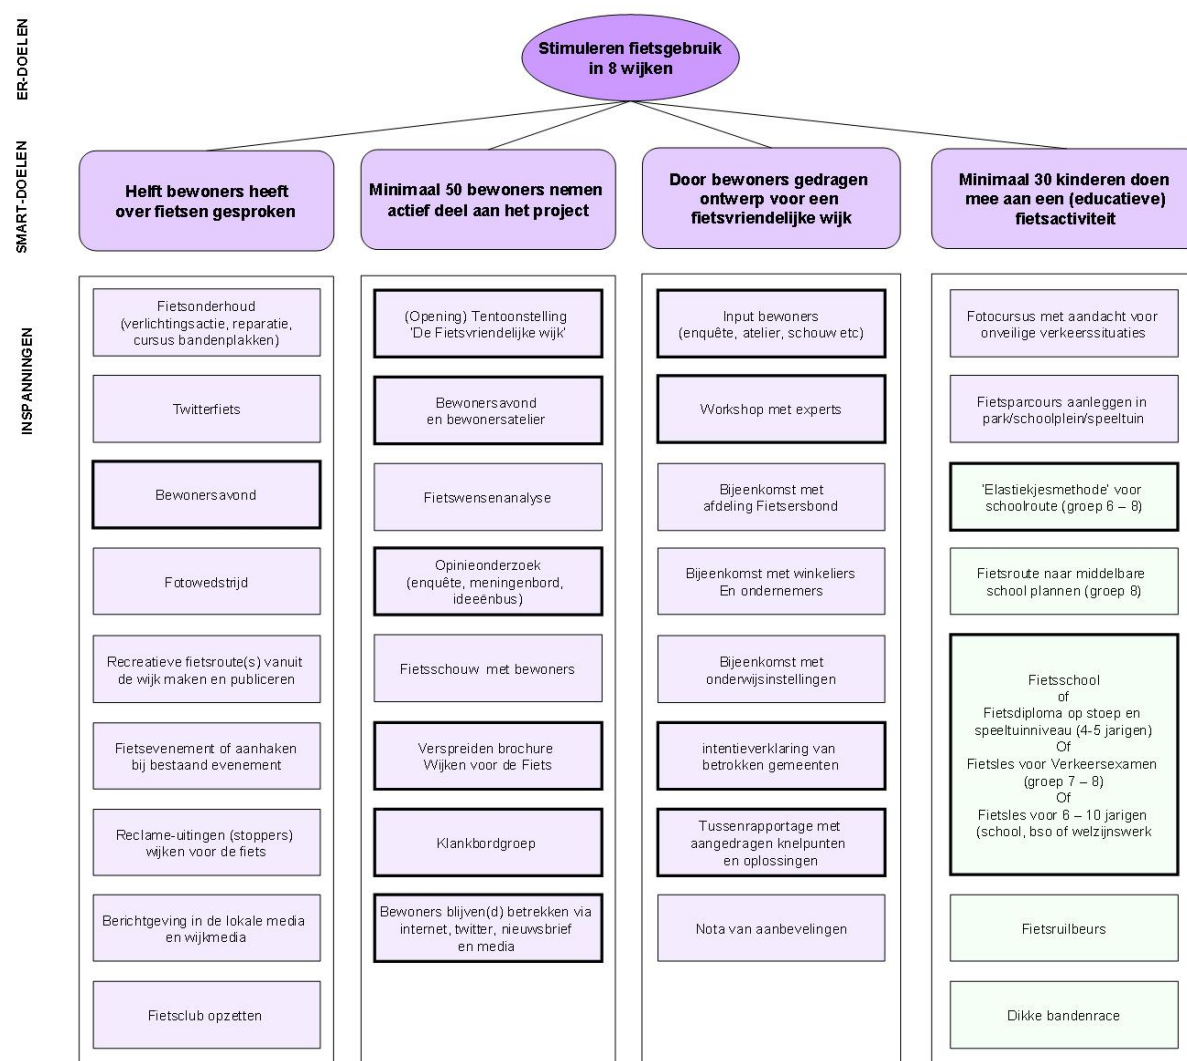 ER-DOELEN
Stimuleren fietsgebruik
in 8 wijken
SMART-DOELEN
Helft bewoners heeft
over fietsen gesproken
Minimaal 50 bewoners nemen
actief deel aan het project
Door bewoners gedragen
ontwerp voor een
fietsvriendelijke wijk
Minimaal 30 kinderen doen
mee aan een (educatieve)
fietsactiviteit
INSPANNINGEN
Fietsonderhoud
(verlichtingsactie, reparatie,
cursus bandenplakken)
Twitterfiets
Bewonersavond
Fotowedstrijd
Recreatieve fietsroute(s) vanuit
de wijk maken en publiceren
Fietsevenement of aanhaken
bij bestaand evenement
Reclame-uitingen (stoppers)
wijken voor de fiets
Berichtgeving in de lokale media
en wijkmedia
Fietsclub opzetten
(Opening) Tentoonstelling
'De Fietsvriendelijke wijk'
Bewonersavond
en bewonersatelier
Fietswensenanalyse
Opinieonderzoek
(enquête, meningenbord,
ideeënbus)
Fietsschouw met bewoners
Verspreiden brochure
Wijken voor de Fiets
Klankbordgroep
Bewoners blijven(d) betrekken via
internet, twitter, nieuwsbrief
en media
Input bewoners
(enquête, atelier, schouw etc)
Workshop met experts
Bijeenkomst met
afdeling Fietsersbond
Bijeenkomst met winkeliers
En ondernemers
Bijeenkomst met
onderwijsinstellingen
intentieverklaring van
betrokken gemeenten
Tussenrapportage met
aangedragen knelpunten
en oplossingen
Nota van aanbevelingen
Fotocursus met aandacht voor
onveilige verkeerssituaties
Fietsparcours aanleggen in
park/schoolplein/speeltuin
'Elastiekjesmethode' voor
schoolroute (groep 6 – 8)
Fietsroute naar middelbare
school plannen (groep 8)
Fietsschool
of
Fietsdiploma op stoep en
speeltuinniveau (4-5 jarigen)
Of
Fietsles voor Verkeersexamen
(groep 7 – 8)
Of
Fietsles voor 6 – 10 jarigen
(school, bso of welzijnswerk
Fietsruilbeurs
Dikke bandenrace